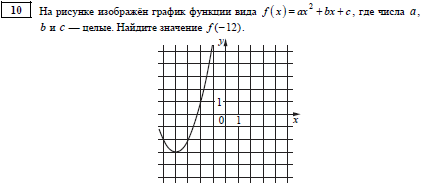 10 На рисунке изображён график функции вида f(x)=ax²+bx+c, где числа a,
b и c — целые. Найдите значение f(−12).
y
1
0 1 x